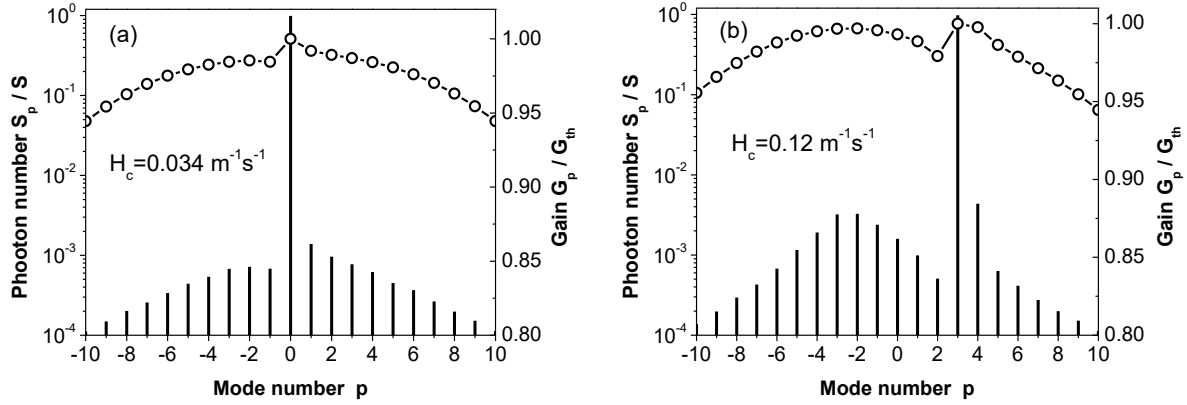 (a)
Phooton number S_p / S
10^0
10^-1
10^-2
10^-3
10^-4
H_c=0.034 m^-1s^-1
1.00
0.95
0.90
0.85
0.80
Gain G_p / G_th
-10 -8 -6 -4 -2 0 2 4 6 8 10
Mode number p
(b)
Phooton number S_p / S
10^0
10^-1
10^-2
10^-3
10^-4
H_c=0.12 m^-1s^-1
1.00
0.95
0.90
0.85
0.80
Gain G_p / G_th
-10 -8 -6 -4 -2 0 2 4 6 8 10
Mode number p